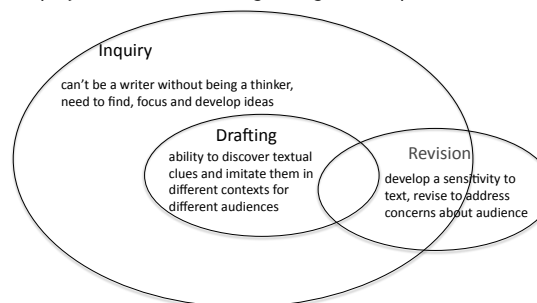 Inquiry
can't be a writer without being a thinker,
need to find, focus and develop ideas
Drafting
ability to discover textual
clues and imitate them in
different contexts for
different audiences
Revision
develop a sensitivity to
text, revise to address
concerns about audience